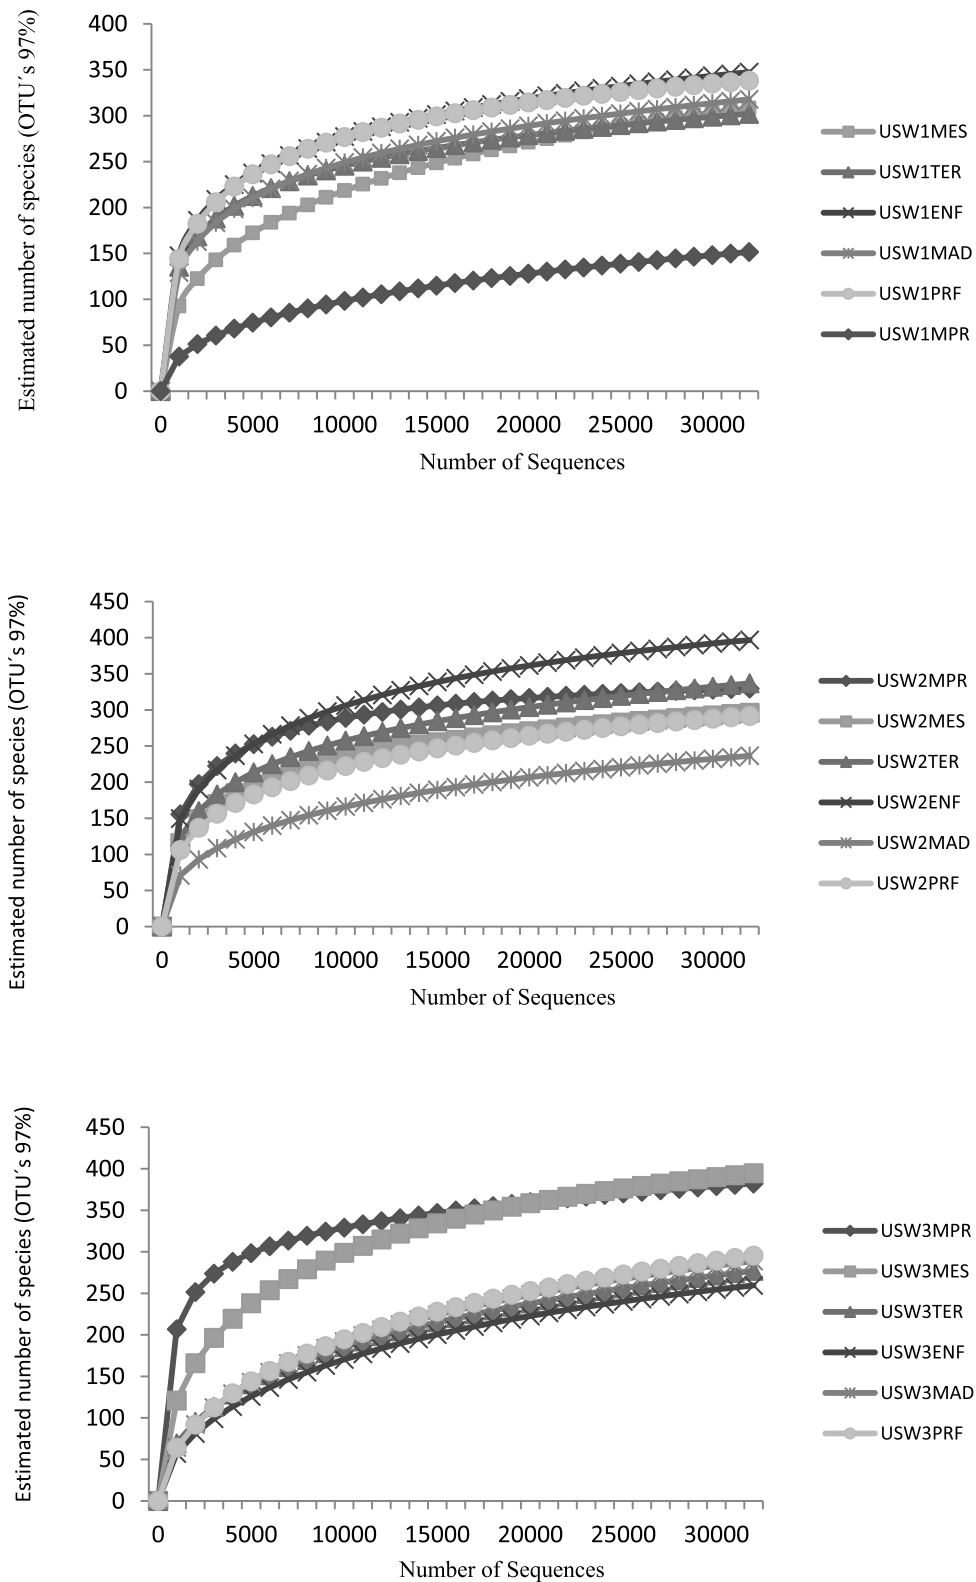 Estimated number of species (OTU´s 97%)
400
350
300
250
200
150
100
50
0
0 5000 10000 15000 20000 25000 30000
Number of Sequences
USW1MES
USW1TER
USW1ENF
USW1MAD
USW1PRF
USW1MPR
Estimated number of species (OTU´s 97%)
450
400
350
300
250
200
150
100
50
0
0 5000 10000 15000 20000 25000 30000
Number of Sequences
USW2MPR
USW2MES
USW2TER
USW2ENF
USW2MAD
USW2PRF
Estimated number of species (OTU´s 97%)
450
400
350
300
250
200
150
100
50
0
0 5000 10000 15000 20000 25000 30000
Number of Sequences
USW3MPR
USW3MES
USW3TER
USW3ENF
USW3MAD
USW3PRF